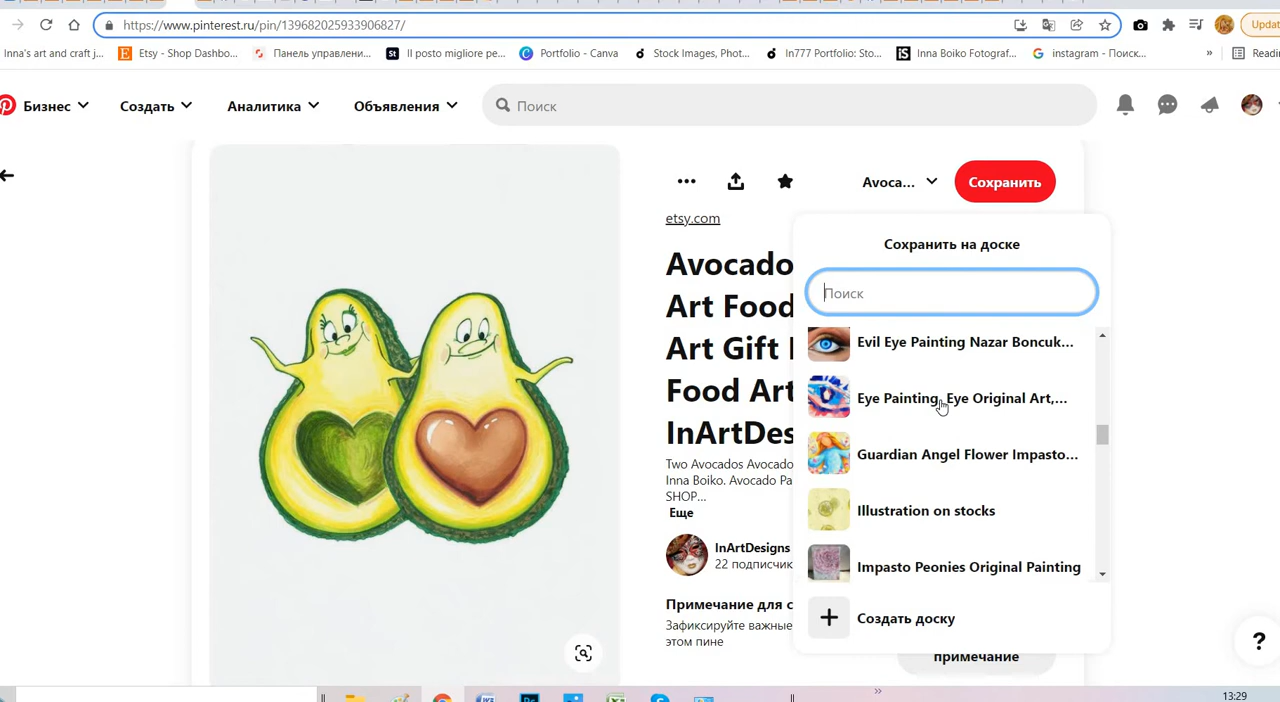 https://www.pinterest.ru/pin/139682025933906827/
Updat
Inna's art and craft j...
Etsy - Shop Dashbo...
Панель управлени...
Il posto migliore pe...
Portfolio - Canva
Stock Images, Phot...
In777 Portfolio: Sto...
Inna Boiko Fotograf...
instagram - Поиск...
»
Readin
Бизнес
Создать
Аналитика
Объявления
Поиск
Avoca...
Сохранить
etsy.com
Сохранить на доске
Avocado
Art Food
Art Gift
Food Art
InArtDes
Поиск
Evil Eye Painting Nazar Boncuk...
Eye Painting, Eye Original Art,...
Guardian Angel Flower Impasto...
Illustration on stocks
Impasto Peonies Original Painting
Создать доску
Two Avocados Avocado
Inna Boiko. Avocado Pa
SHOP...
Еще
InArtDesigns
22 подписчик
Примечание для с
Зафиксируйте важные
этом пине
примечание
?
13:29